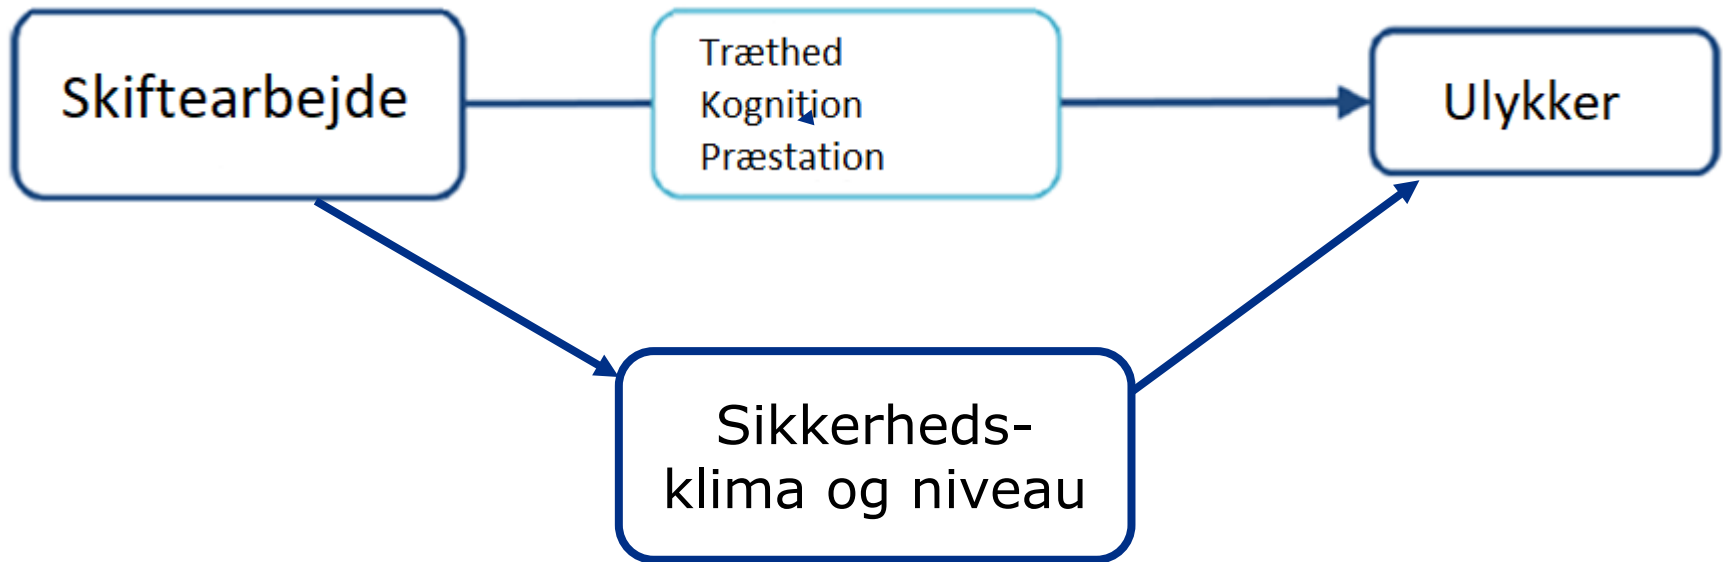 Skiftearbejde
Træthed
Kognition
Præstation
Ulykker
Sikkerheds-
klima og niveau